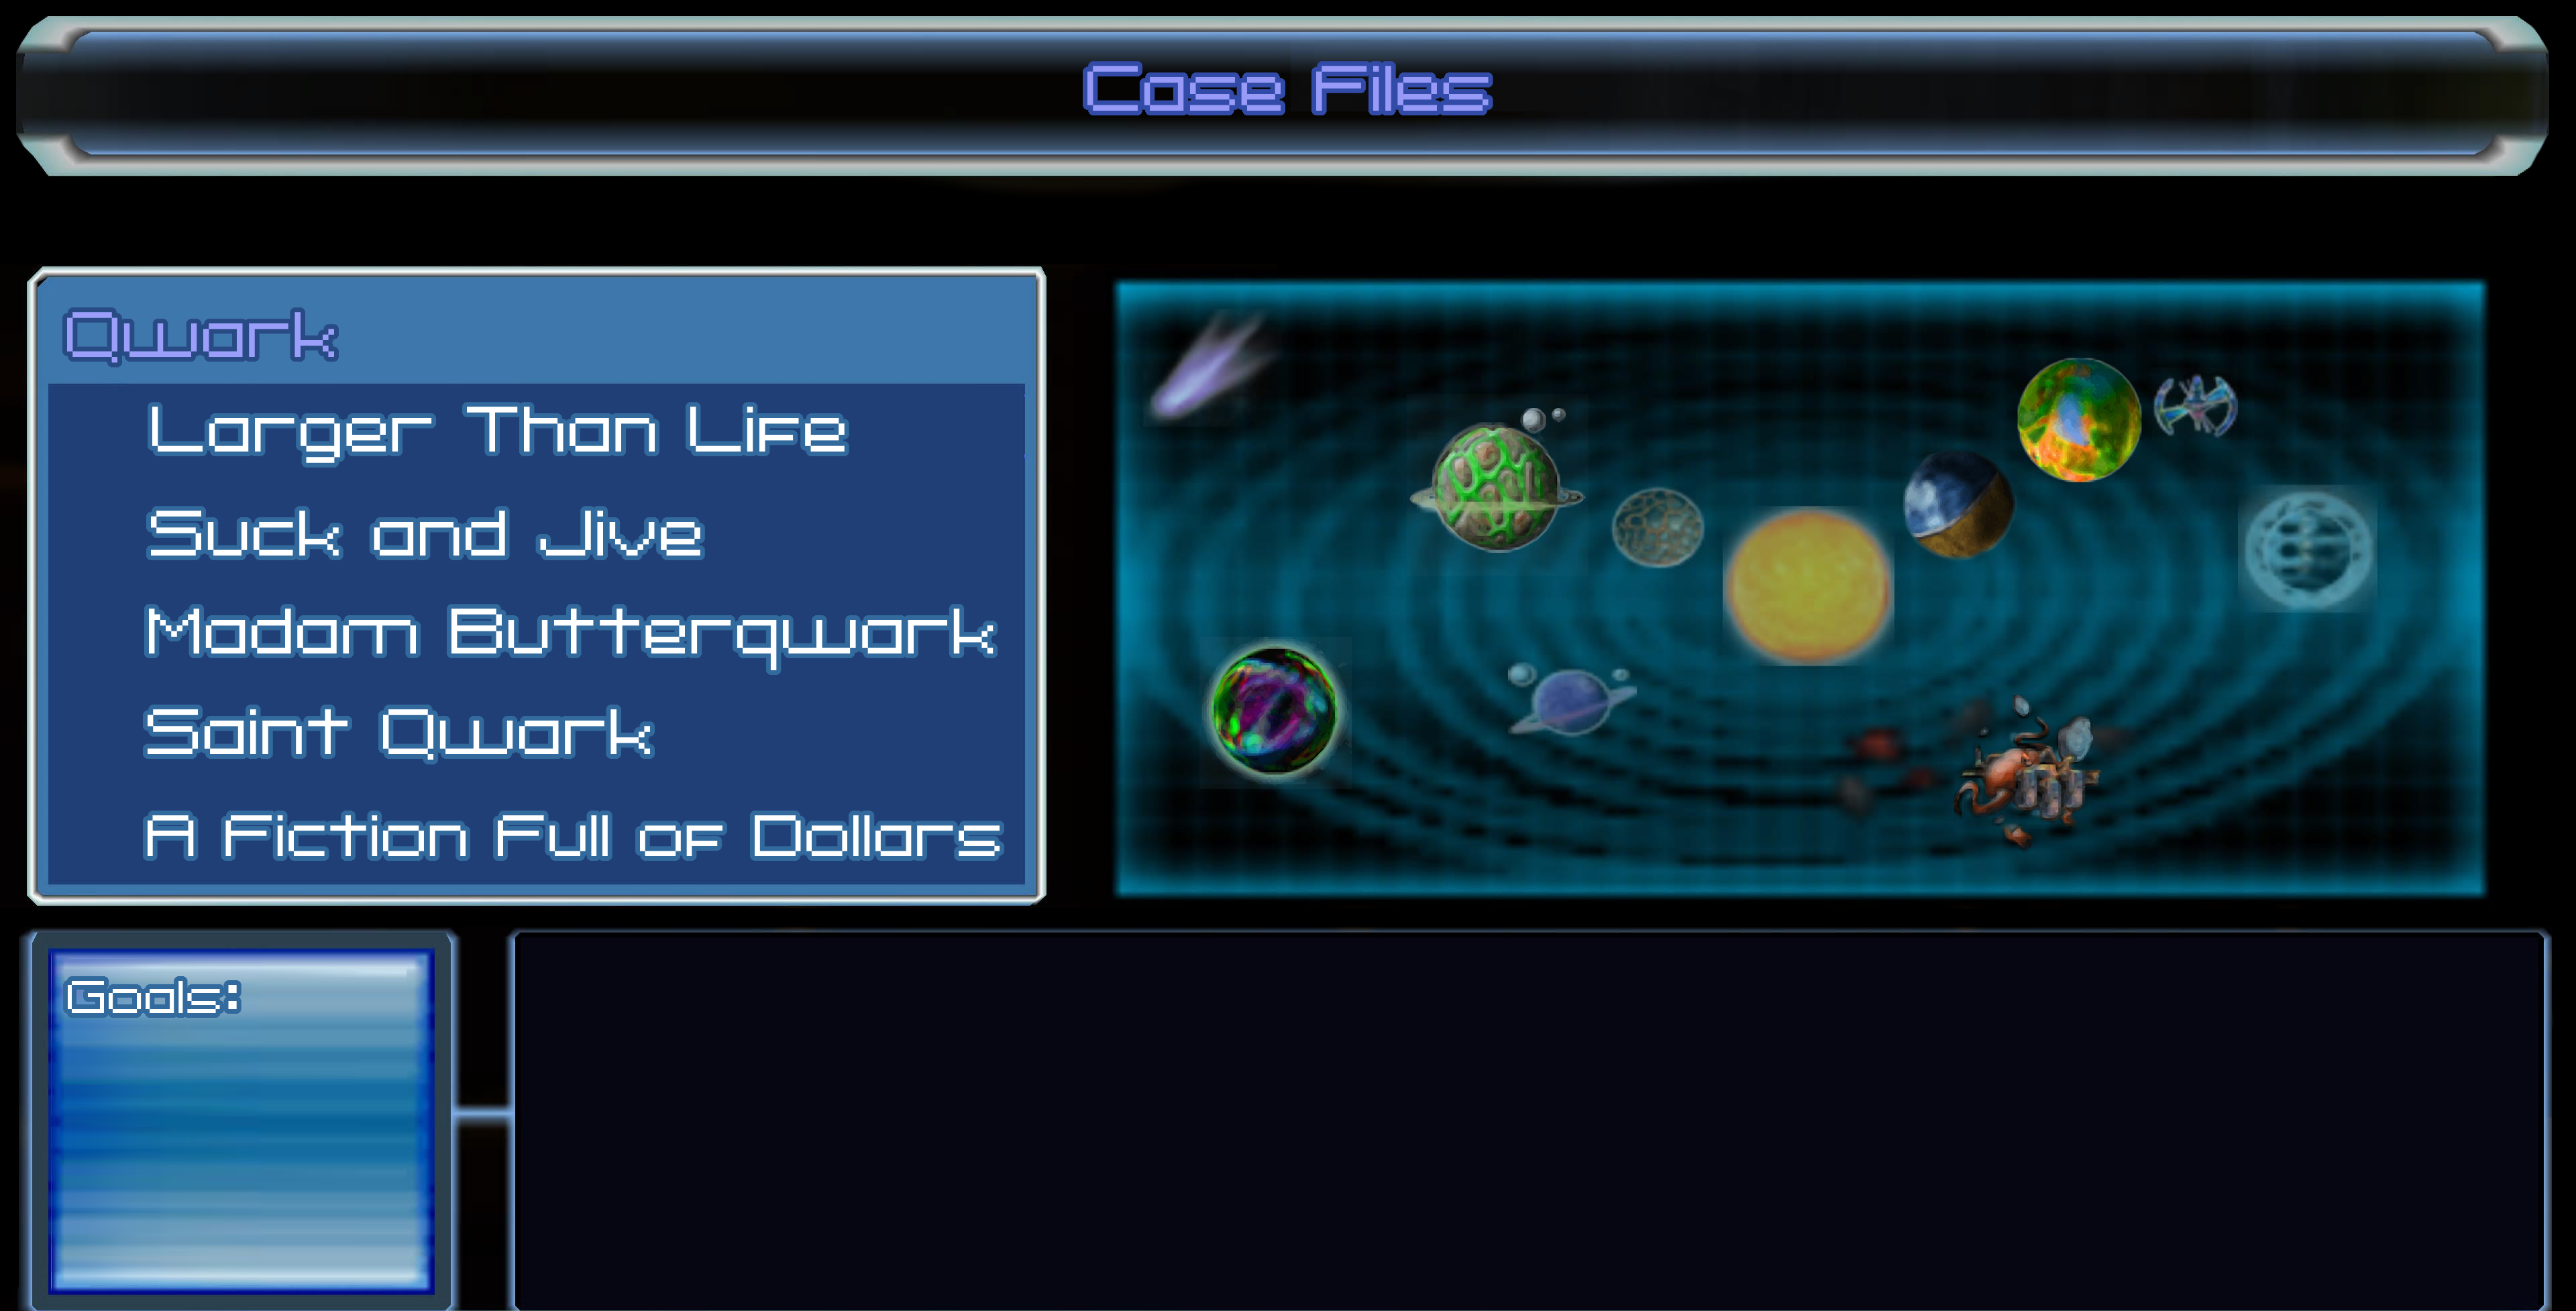 Case Files
Qwark
Larger Than Life
Suck and Jive
Madam Butterqwark
Saint Qwark
A Fiction Full of Dollars
Goals: